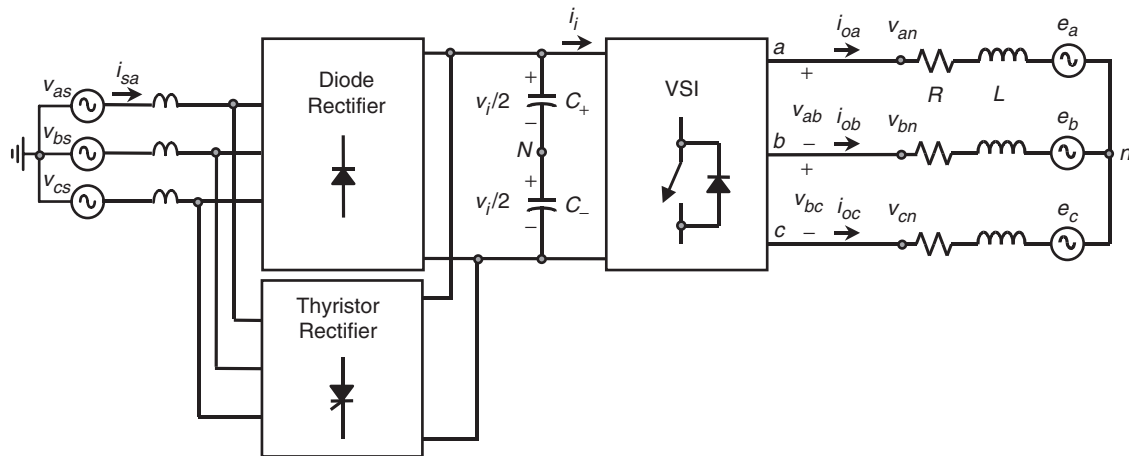 v_as
i_sa
v_bs
v_cs
Diode
Rectifier
Thyristor
Rectifier
i_i
+
v_i/2 C_+
−
N
+
v_i/2 C_−
−
VSI
a
i_oa
v_an
e_a
+
R
L
v_ab
b
−
i_ob
v_bn
e_b
+
n
v_bc
c
−
i_oc
v_cn
e_c